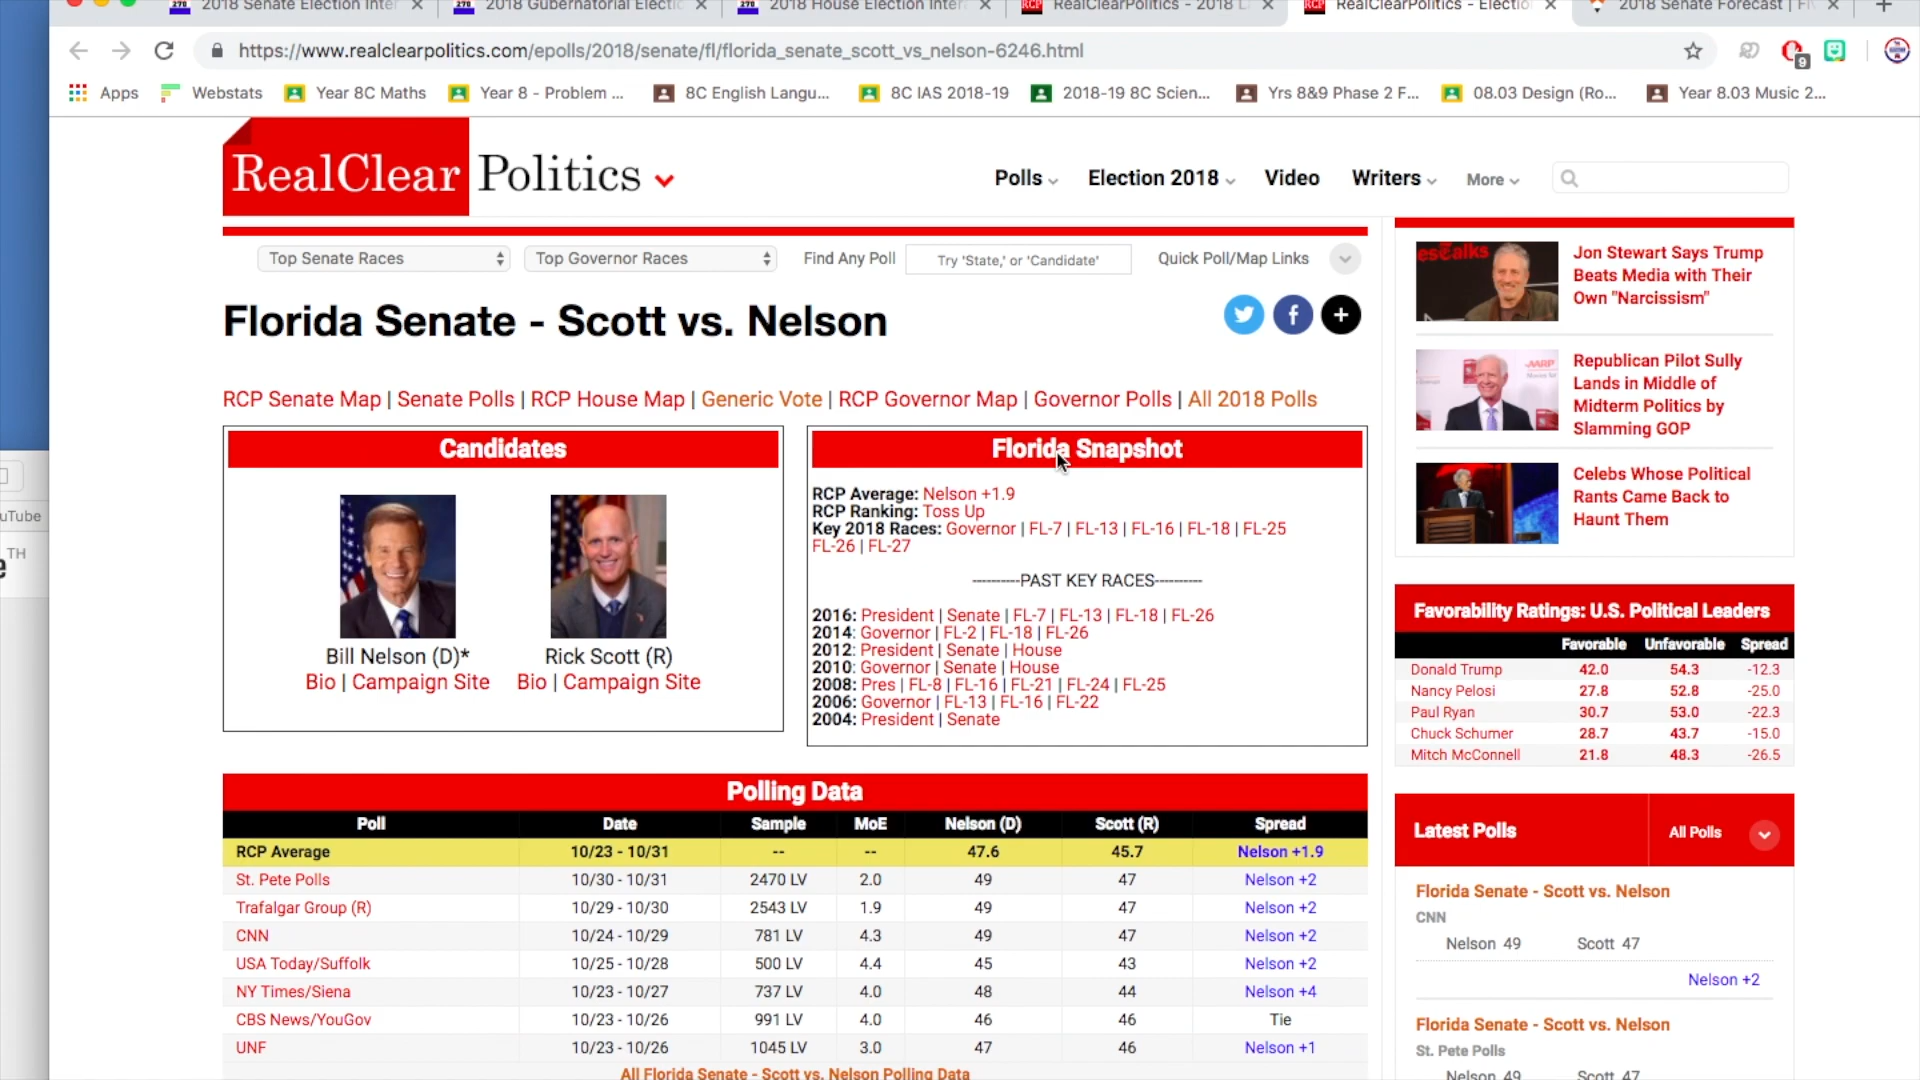 2018 Senate Election Inter
2018 Gubernatorial Electi
2018 House Election Inter
RealClearPolitics - 2018 L
RealClearPolitics - Electio
2018 Senate Forecast | Fi
https://www.realclearpolitics.com/epolls/2018/senate/fl/florida_senate_scott_vs_nelson-6246.html
9
Apps
Webstats
Year 8C Maths
Year 8 - Problem ...
8C English Langu...
8C IAS 2018-19
2018-19 8C Scien...
Yrs 8&9 Phase 2 F...
08.03 Design (Ro...
Year 8.03 Music 2...
RealClear Politics
Polls
Election 2018
Video
Writers
More
Top Senate Races
Top Governor Races
Find Any Poll
Try 'State,' or 'Candidate'
Quick Poll/Map Links
Florida Senate - Scott vs. Nelson
RCP Senate Map | Senate Polls | RCP House Map | Generic Vote | RCP Governor Map | Governor Polls | All 2018 Polls
Candidates
Bill Nelson (D)*
Bio | Campaign Site
Rick Scott (R)
Bio | Campaign Site
Florida Snapshot
RCP Average: Nelson +1.9
RCP Ranking: Toss Up
Key 2018 Races: Governor | FL-7 | FL-13 | FL-16 | FL-18 | FL-25
FL-26 | FL-27
----------PAST KEY RACES----------
2016: President | Senate | FL-7 | FL-13 | FL-18 | FL-26
2014: Governor | FL-2 | FL-18 | FL-26
2012: President | Senate | House
2010: Governor | Senate | House
2008: Pres | FL-8 | FL-16 | FL-21 | FL-24 | FL-25
2006: Governor | FL-13 | FL-16 | FL-22
2004: President | Senate
Polling Data
Poll Date Sample MoE Nelson (D) Scott (R) Spread
RCP Average 10/23 - 10/31 -- -- 47.6 45.7 Nelson +1.9
St. Pete Polls 10/30 - 10/31 2470 LV 2.0 49 47 Nelson +2
Trafalgar Group (R) 10/29 - 10/30 2543 LV 1.9 49 47 Nelson +2
CNN 10/24 - 10/29 781 LV 4.3 49 47 Nelson +2
USA Today/Suffolk 10/25 - 10/28 500 LV 4.4 45 43 Nelson +2
NY Times/Siena 10/23 - 10/27 737 LV 4.0 48 44 Nelson +4
CBS News/YouGov 10/23 - 10/26 991 LV 4.0 46 46 Tie
UNF 10/23 - 10/26 1045 LV 3.0 47 46 Nelson +1
All Florida Senate - Scott vs. Nelson Polling Data
Jon Stewart Says Trump
Beats Media with Their
Own "Narcissism"
AARP
Republican Pilot Sully
Lands in Middle of
Midterm Politics by
Slamming GOP
Celebs Whose Political
Rants Came Back to
Haunt Them
Favorability Ratings: U.S. Political Leaders
Favorable Unfavorable Spread
Donald Trump 42.0 54.3 -12.3
Nancy Pelosi 27.8 52.8 -25.0
Paul Ryan 30.7 53.0 -22.3
Chuck Schumer 28.7 43.7 -15.0
Mitch McConnell 21.8 48.3 -26.5
Latest Polls
All Polls
Florida Senate - Scott vs. Nelson
CNN
Nelson 49 Scott 47
Nelson +2
Florida Senate - Scott vs. Nelson
St. Pete Polls
Nelson 49 Scott 47
uTube
TH